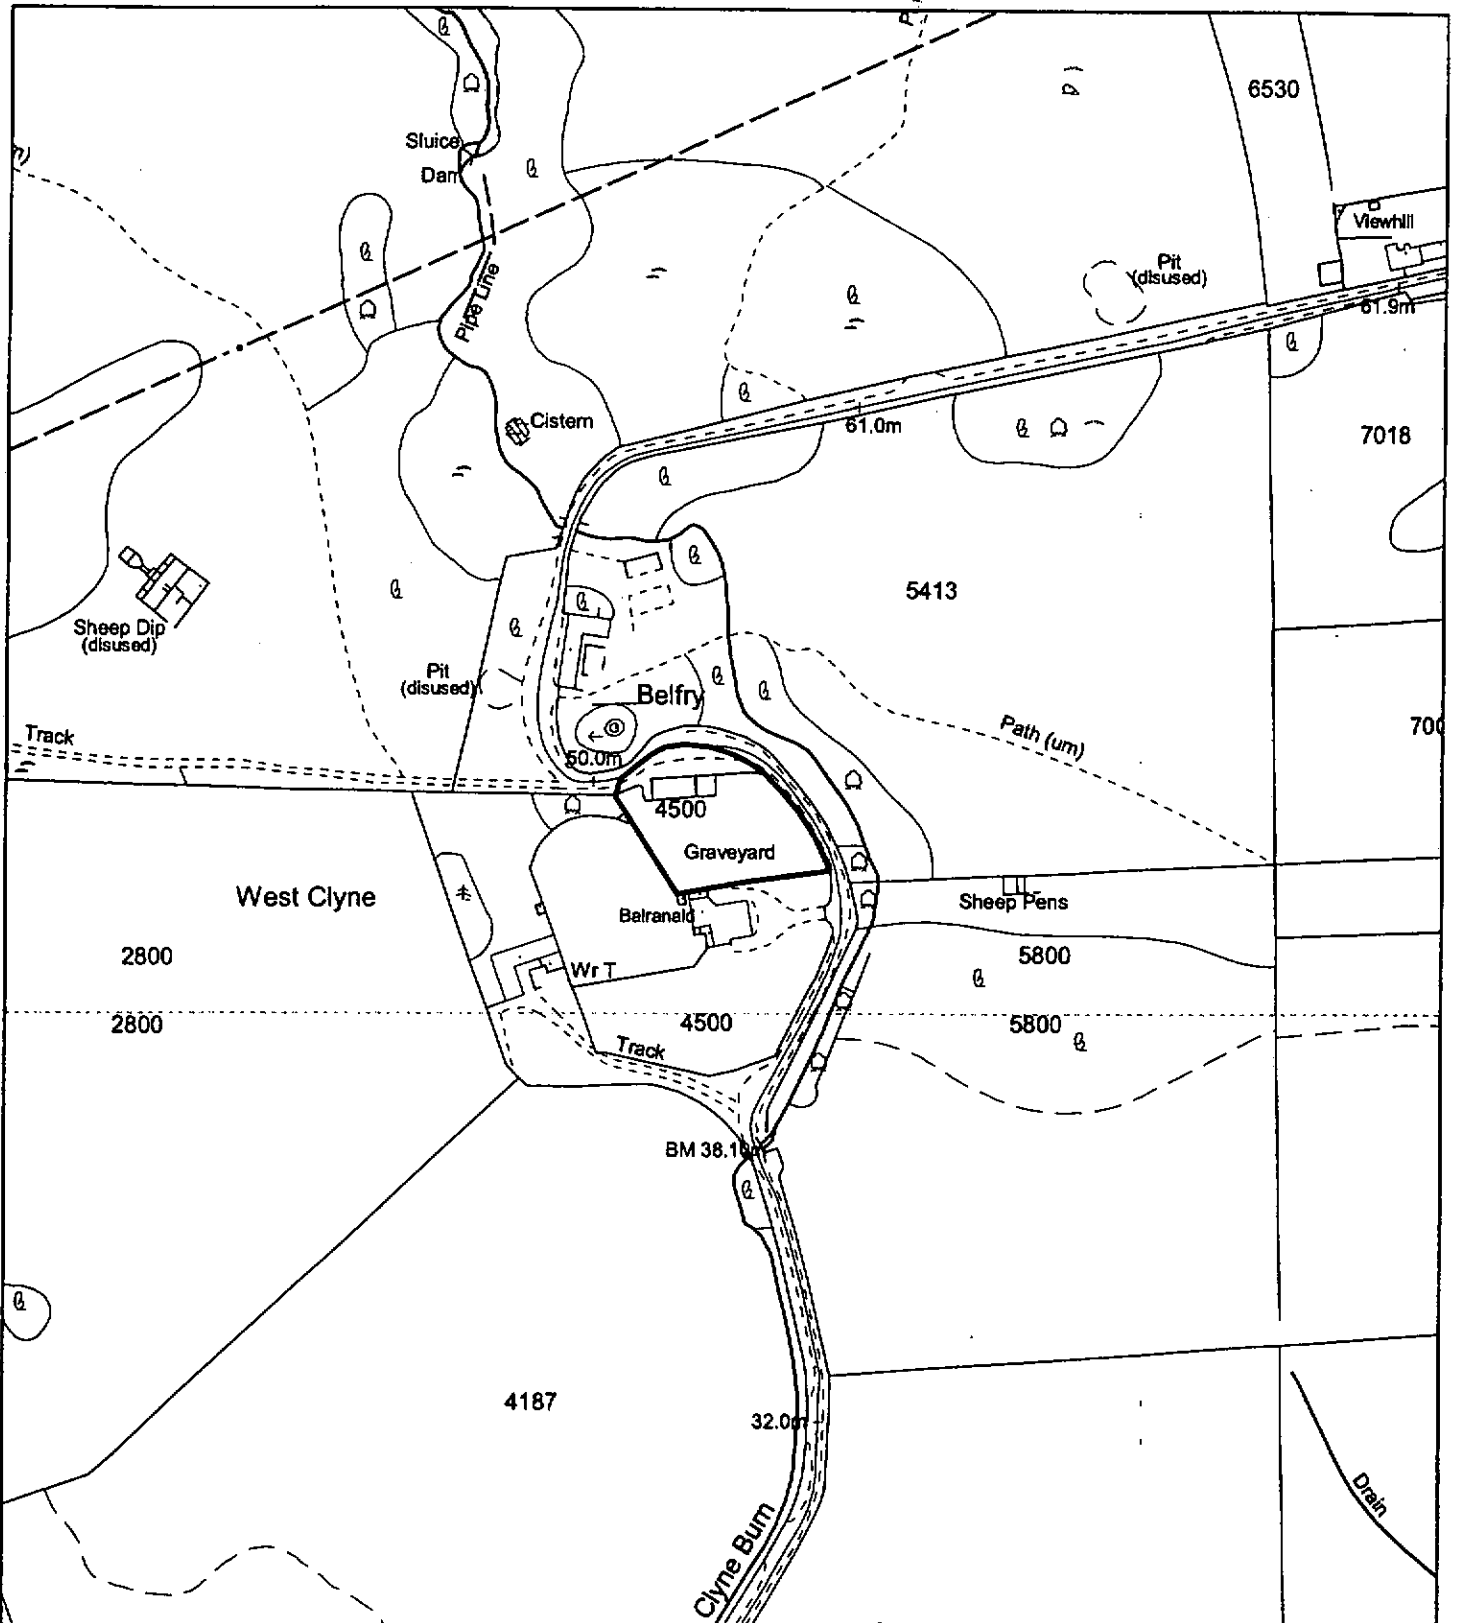 6530
Sluice
Dam
Viewhill
Pit
(disused)
Pipe Line
61.9m
Cistern
61.0m
7018
5413
Sheep Dip
(disused)
Pit
(disused)
Belfry
Track
Path (um)
700
50.0m
4500
Graveyard
West Clyne
Balranald
Sheep Pens
2800
5800
Wr T
2800
4500
5800
Track
BM 38.1
4187
32.0m
Drain
Clyne Burn